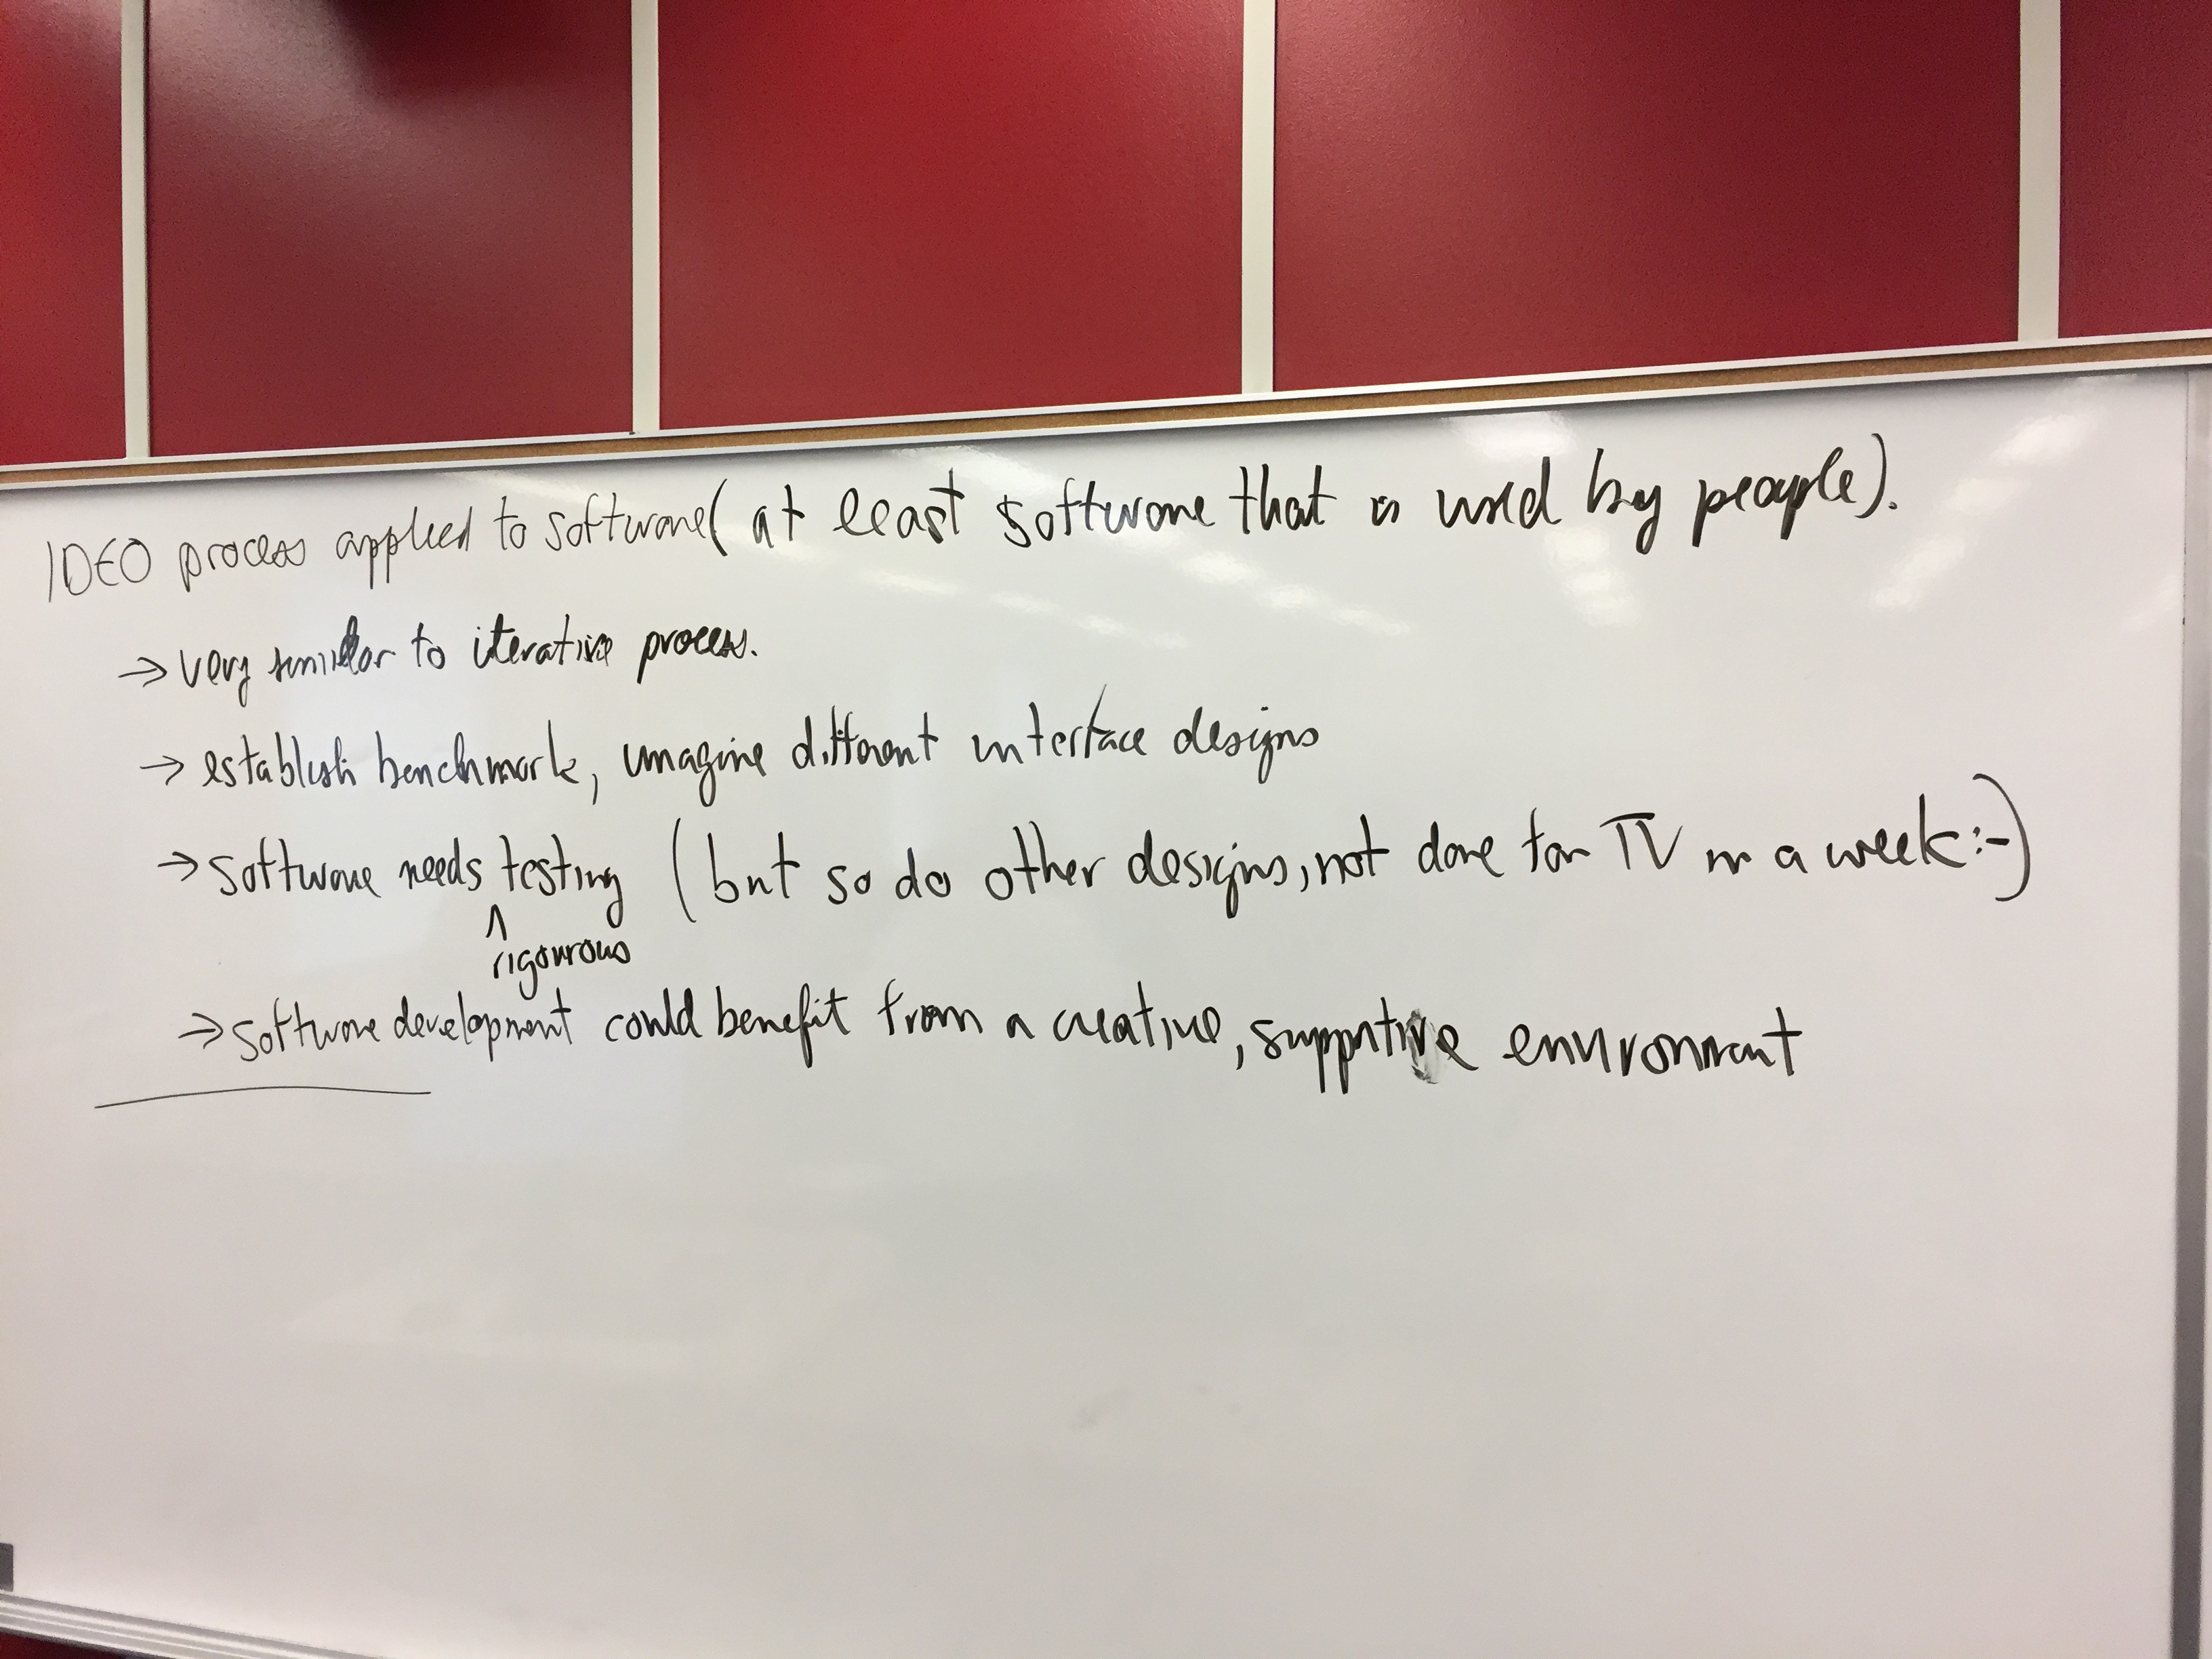 IDEO process applied to software (at least software that is used by people).
→ very similar to iterative process.
→ establish benchmark, imagine different interface designs
→ software needs testing (but so do other designs, not done for TV in a week :-)
^
rigourous
→ software development could benefit from a creative, supportive environment